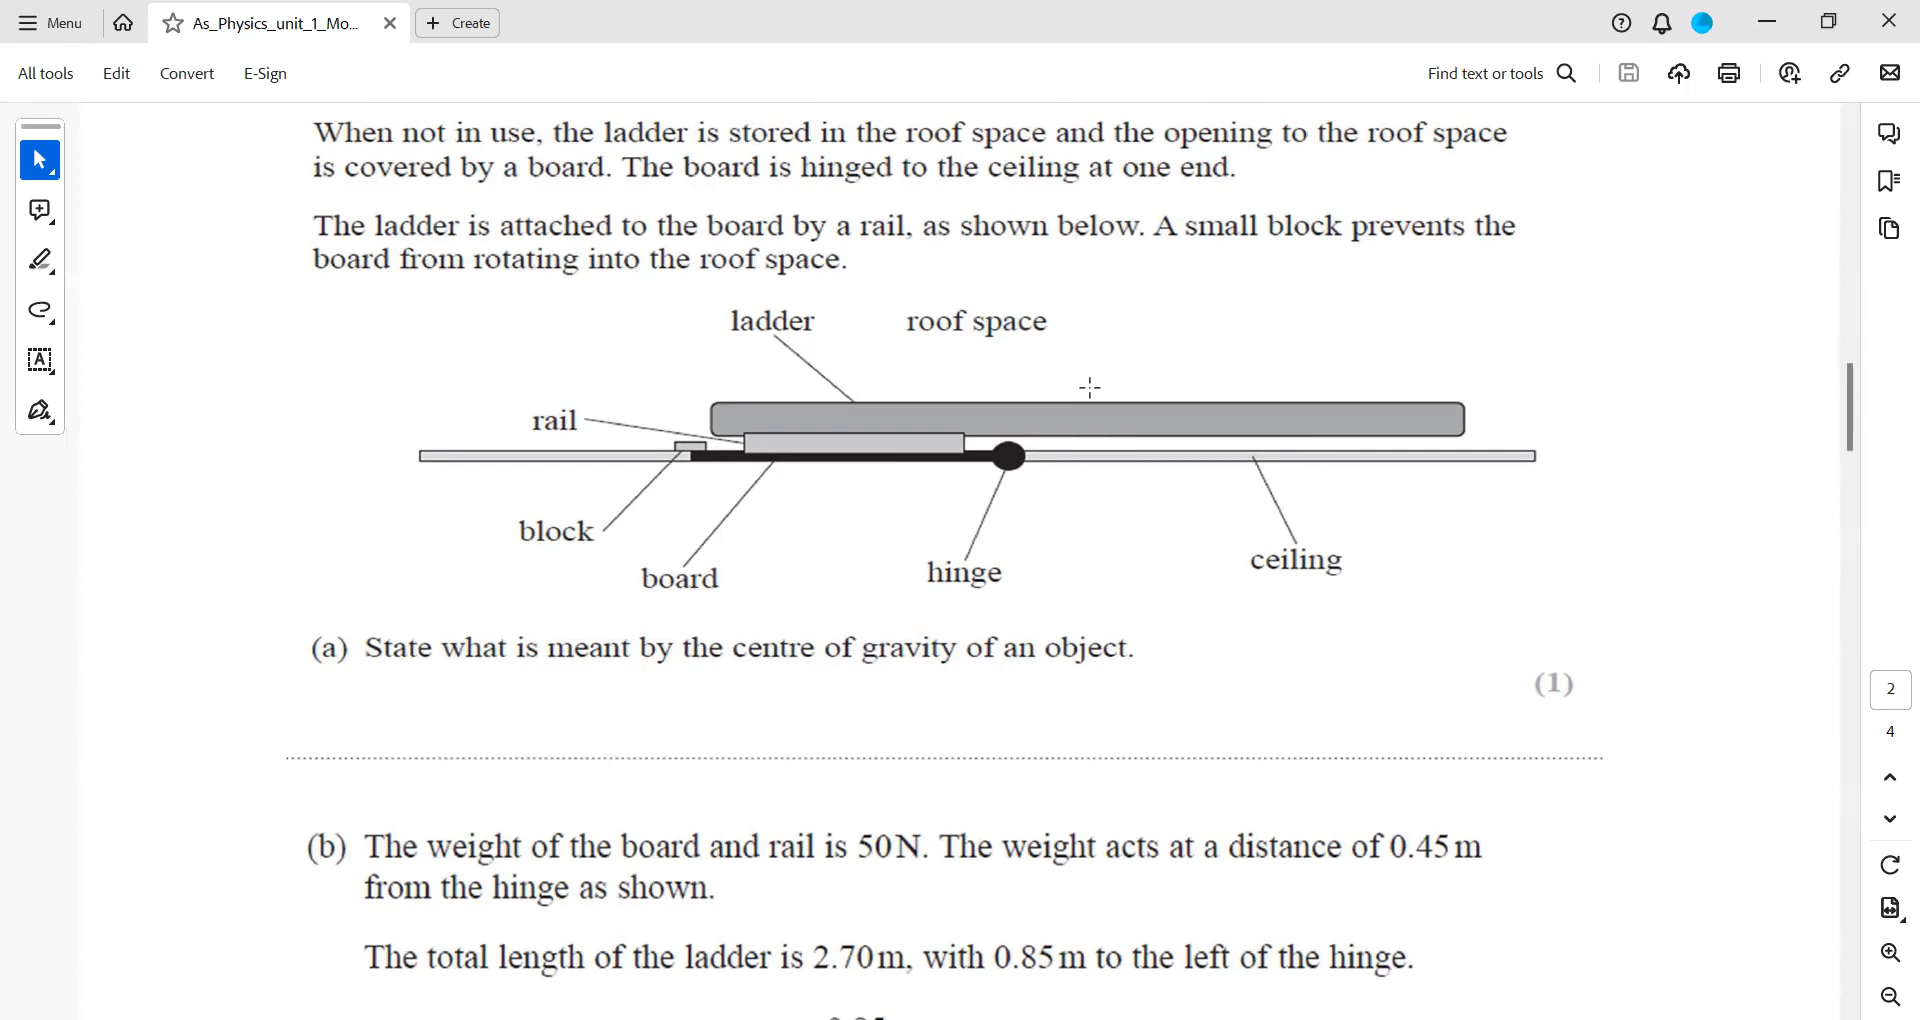 Menu
As_Physics_unit_1_Mo...
Create
All tools
Edit
Convert
E-Sign
Find text or tools
When not in use, the ladder is stored in the roof space and the opening to the roof space
is covered by a board. The board is hinged to the ceiling at one end.
The ladder is attached to the board by a rail, as shown below. A small block prevents the
board from rotating into the roof space.
ladder
roof space
rail
block
board
hinge
ceiling
(a) State what is meant by the centre of gravity of an object.
(1)
(b) The weight of the board and rail is 50 N. The weight acts at a distance of 0.45 m
from the hinge as shown.
The total length of the ladder is 2.70 m, with 0.85 m to the left of the hinge.
2
4